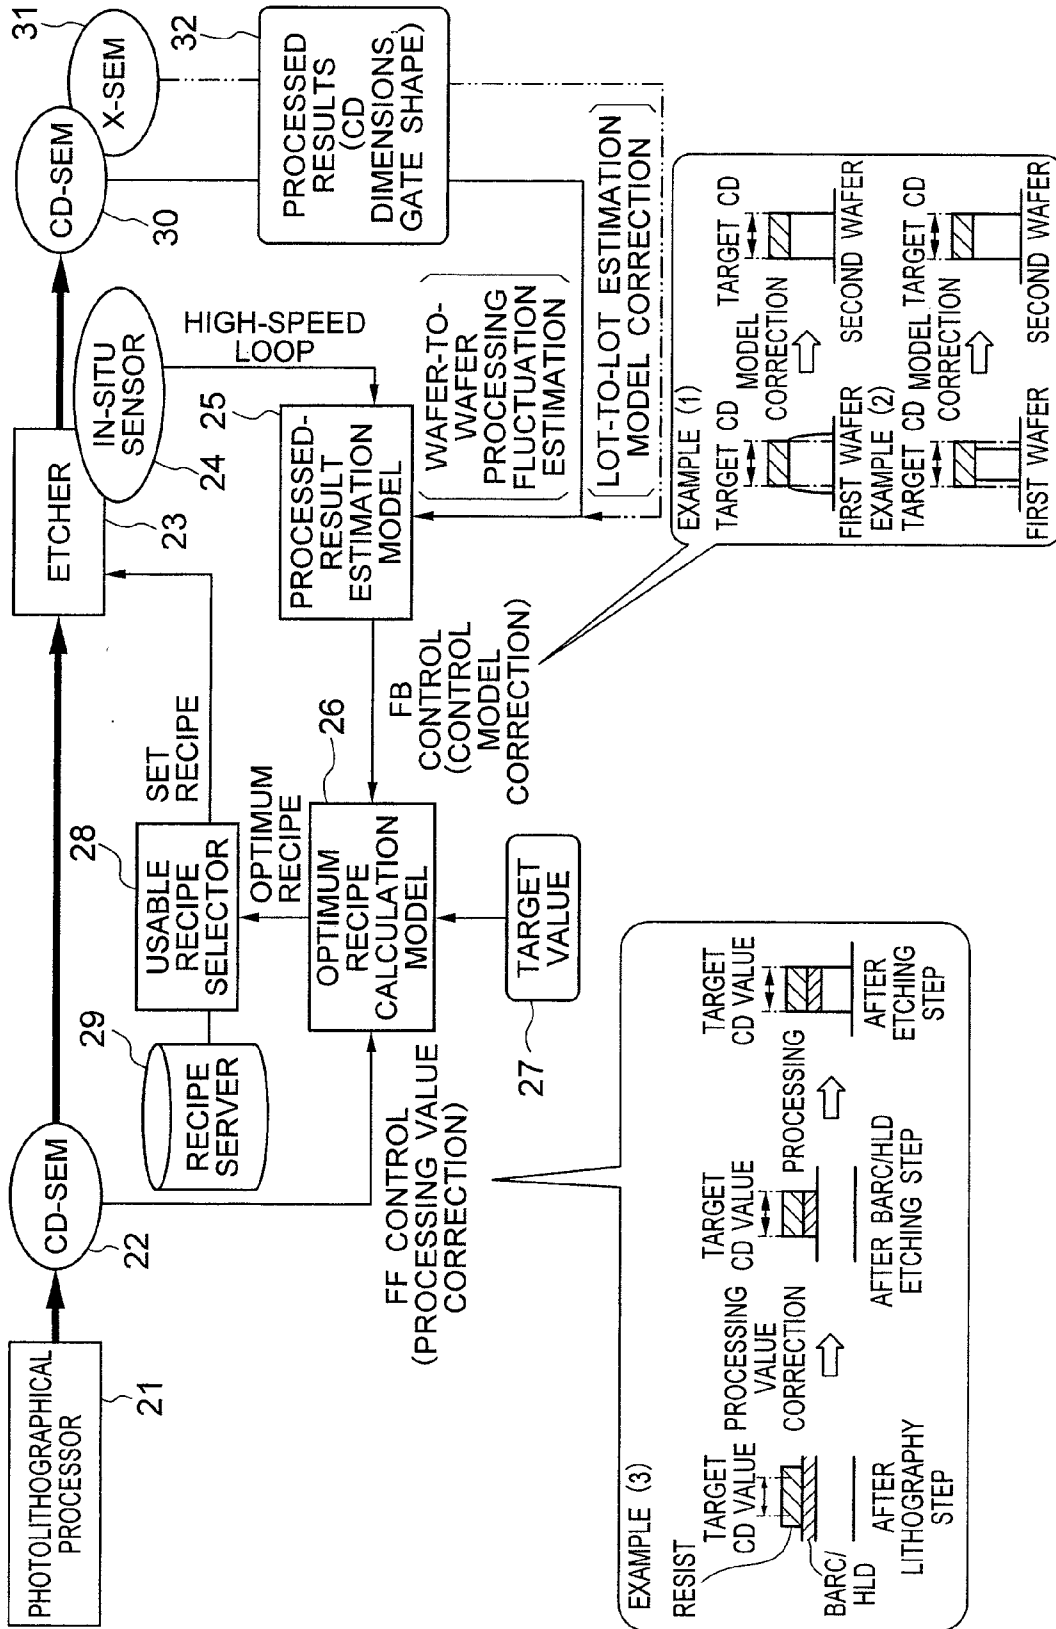 PHOTOLITHOGRAPHICAL
PROCESSOR
21
CD-SEM
22
ETCHER
23
IN-SITU
SENSOR
24
CD-SEM
30
X-SEM
31
RECIPE
SERVER
29
USABLE
RECIPE
SELECTOR
28
SET
RECIPE
HIGH-SPEED
LOOP
PROCESSED
RESULTS
(CD
DIMENSIONS,
GATE SHAPE)
32
OPTIMUM
RECIPE
OPTIMUM
RECIPE
CALCULATION
MODEL
26
PROCESSED-
RESULT
ESTIMATION
MODEL
25
WAFER-TO-
WAFER
PROCESSING
FLUCTUATION
ESTIMATION
LOT-TO-LOT ESTIMATION
MODEL CORRECTION
FF CONTROL
(PROCESSING VALUE
CORRECTION)
FB
CONTROL
(CONTROL
MODEL
CORRECTION)
TARGET
VALUE
27
EXAMPLE (3)
RESIST
TARGET
CD VALUE
BARC/
HLD
AFTER
LITHOGRAPHY
STEP
PROCESSING
VALUE
CORRECTION
TARGET
CD VALUE
AFTER BARC/HLD
ETCHING STEP
PROCESSING
TARGET
CD VALUE
AFTER
ETCHING
STEP
EXAMPLE (1)
TARGET CD
MODEL
CORRECTION
TARGET CD
FIRST WAFER
SECOND WAFER
EXAMPLE (2)
TARGET CD
MODEL
CORRECTION
TARGET CD
FIRST WAFER
SECOND WAFER